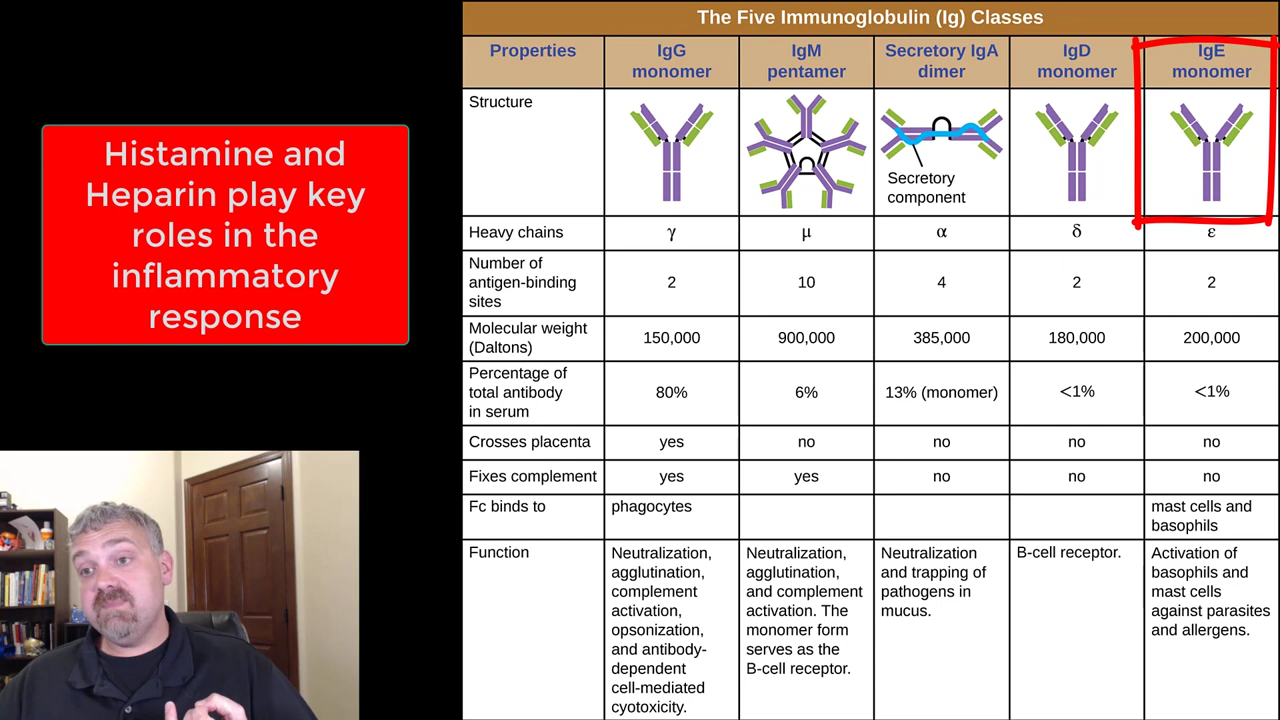 Histamine and
Heparin play key
roles in the
inflammatory
response
The Five Immunoglobulin (Ig) Classes
Properties
IgG
monomer
IgM
pentamer
Secretory IgA
dimer
IgD
monomer
IgE
monomer
Structure
Secretory
component
Heavy chains
γ
μ
α
δ
ε
Number of
antigen-binding
sites
2
10
4
2
2
Molecular weight
(Daltons)
150,000
900,000
385,000
180,000
200,000
Percentage of
total antibody
in serum
80%
6%
13% (monomer)
<1%
<1%
Crosses placenta
yes
no
no
no
no
Fixes complement
yes
yes
no
no
no
Fc binds to
phagocytes
mast cells and
basophils
Function
Neutralization,
agglutination,
complement
activation,
opsonization,
and antibody-
dependent
cell-mediated
cyotoxicity.
Neutralization,
agglutination,
and complement
activation. The
monomer form
serves as the
B-cell receptor.
Neutralization
and trapping of
pathogens in
mucus.
B-cell receptor.
Activation of
basophils and
mast cells
against parasites
and allergens.